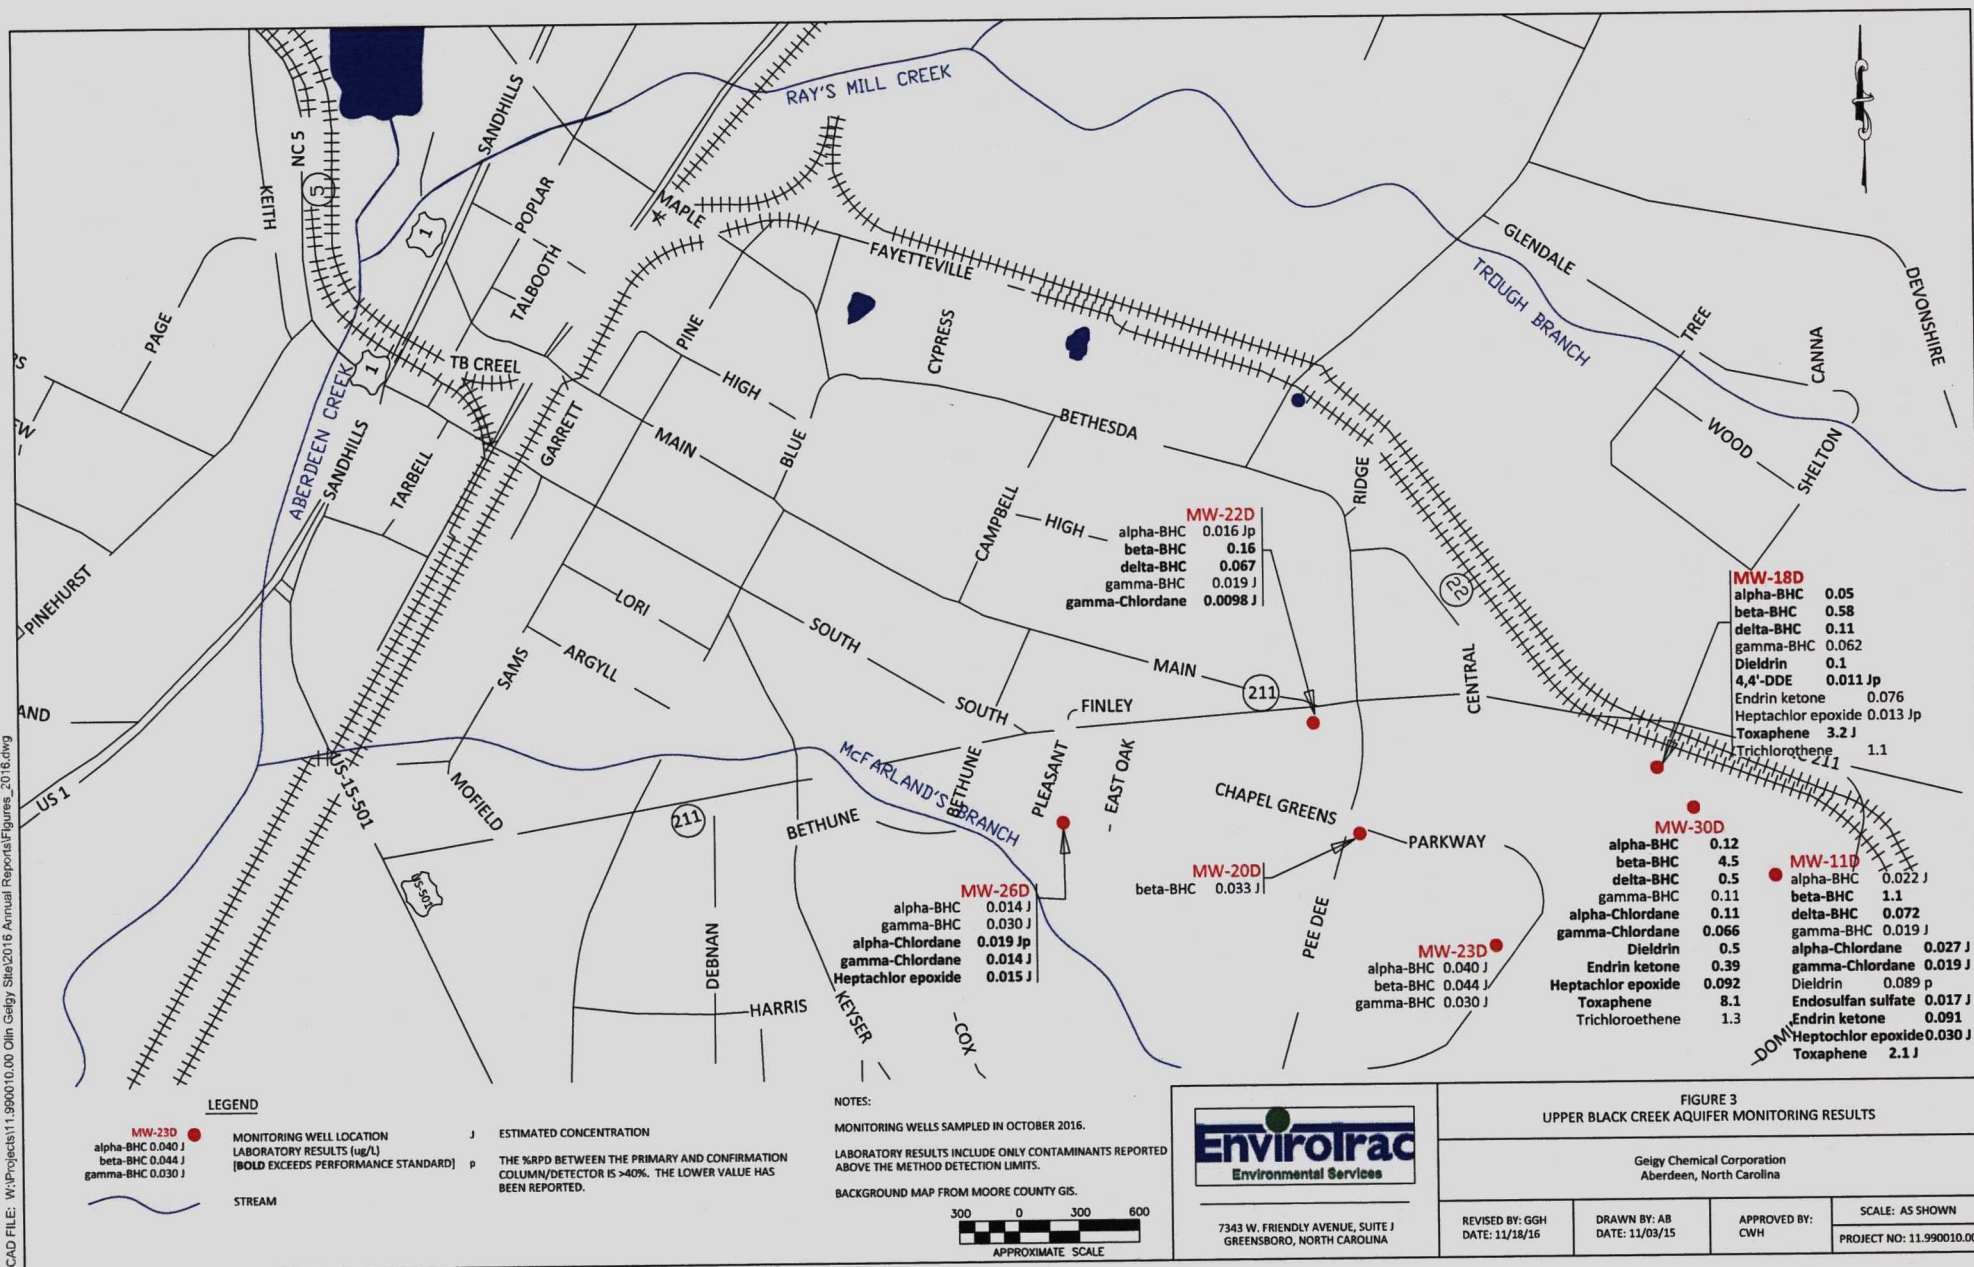 RAY'S MILL CREEK
SANDHILLS
NC 5
5
KEITH
1
POPLAR
MAPLE
TALBOOTH
FAYETTEVILLE
GLENDALE
TROUGH BRANCH
DEVONSHIRE
TREE
CANNA
PAGE
PINE
CYPRESS
1
TB CREEL
HIGH
ABERDEEN CREEK
SANDHILLS
GARRETT
MAIN
BLUE
BETHESDA
WOOD
SHELTON
TARBELL
RIDGE
CAMPBELL
HIGH
22
PINEHURST
LORI
ARGYLL
SAMS
SOUTH
SOUTH
MAIN
211
CENTRAL
FINLEY
AND
US 1
US-15-501
MOFIELD
211
BETHUNE
McFARLAND'S BRANCH
BETHUNE
PLEASANT
EAST OAK
CHAPEL GREENS
PARKWAY
PEE DEE
211
US-501
DEBNAN
HARRIS
KEYSER
COX
MW-22D
alpha-BHC 0.016 Jp
beta-BHC 0.16
delta-BHC 0.067
gamma-BHC 0.019 J
gamma-Chlordane 0.0098 J
MW-18D
alpha-BHC 0.05
beta-BHC 0.58
delta-BHC 0.11
gamma-BHC 0.062
Dieldrin 0.1
4,4'-DDE 0.011 Jp
Endrin ketone 0.076
Heptachlor epoxide 0.013 Jp
Toxaphene 3.2 J
Trichlorothene 1.1
MW-26D
alpha-BHC 0.014 J
gamma-BHC 0.030 J
alpha-Chlordane 0.019 Jp
gamma-Chlordane 0.014 J
Heptachlor epoxide 0.015 J
MW-20D
beta-BHC 0.033 J
MW-23D
alpha-BHC 0.040 J
beta-BHC 0.044 J
gamma-BHC 0.030 J
MW-30D
alpha-BHC 0.12
beta-BHC 4.5
delta-BHC 0.5
gamma-BHC 0.11
alpha-Chlordane 0.11
gamma-Chlordane 0.066
Dieldrin 0.5
Endrin ketone 0.39
Heptachlor epoxide 0.092
Toxaphene 8.1
Trichloroethene 1.3
MW-11D
alpha-BHC 0.022 J
beta-BHC 1.1
delta-BHC 0.072
gamma-BHC 0.019 J
alpha-Chlordane 0.027 J
gamma-Chlordane 0.019 J
Dieldrin 0.089 p
Endosulfan sulfate 0.017 J
Endrin ketone 0.091
Heptochlor epoxide 0.030 J
Toxaphene 2.1 J
LEGEND
MW-23D
alpha-BHC 0.040 J
beta-BHC 0.044 J
gamma-BHC 0.030 J
MONITORING WELL LOCATION
LABORATORY RESULTS (ug/L)
[BOLD EXCEEDS PERFORMANCE STANDARD]
STREAM
J ESTIMATED CONCENTRATION
p THE %RPD BETWEEN THE PRIMARY AND CONFIRMATION
COLUMN/DETECTOR IS >40%. THE LOWER VALUE HAS
BEEN REPORTED.
NOTES:
MONITORING WELLS SAMPLED IN OCTOBER 2016.
LABORATORY RESULTS INCLUDE ONLY CONTAMINANTS REPORTED
ABOVE THE METHOD DETECTION LIMITS.
BACKGROUND MAP FROM MOORE COUNTY GIS.
300 0 300 600
APPROXIMATE SCALE
EnviroTrac
Environmental Services
7343 W. FRIENDLY AVENUE, SUITE J
GREENSBORO, NORTH CAROLINA
FIGURE 3
UPPER BLACK CREEK AQUIFER MONITORING RESULTS
Geigy Chemical Corporation
Aberdeen, North Carolina
REVISED BY: GGH
DATE: 11/18/16
DRAWN BY: AB
DATE: 11/03/15
APPROVED BY:
CWH
SCALE: AS SHOWN
PROJECT NO: 11.990010.00
CAD FILE: W:\Projects\11.990010.00 Olin Geigy Site\2016 Annual Reports\Figures_2016.dwg